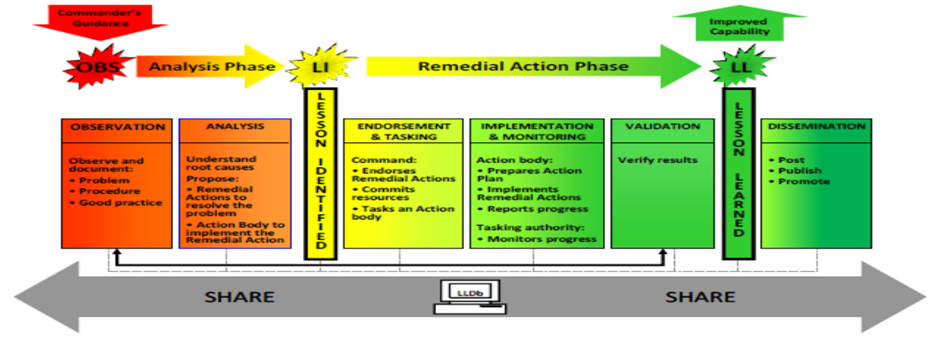 Commander's
Guidance
Improved
Capability
OBS
Analysis Phase
LI
Remedial Action Phase
LL
OBSERVATION
Observe and
document:
• Problem
• Procedure
• Good practice
ANALYSIS
Understand
root causes
Propose:
• Remedial
Actions to
resolve the
problem
• Action Body to
implement the
Remedial Action
LESSON IDENTIFIED
ENDORSEMENT
& TASKING
Command:
• Endorses
Remedial Actions
• Commits
resources
• Tasks an Action
body
IMPLEMENTATION
& MONITORING
Action body:
• Prepares Action
Plan
• Implements
Remedial Actions
• Reports progress
Tasking authority:
• Monitors progress
VALIDATION
Verify results
LESSON LEARNED
DISSEMINATION
• Post
• Publish
• Promote
SHARE
LLDb
SHARE